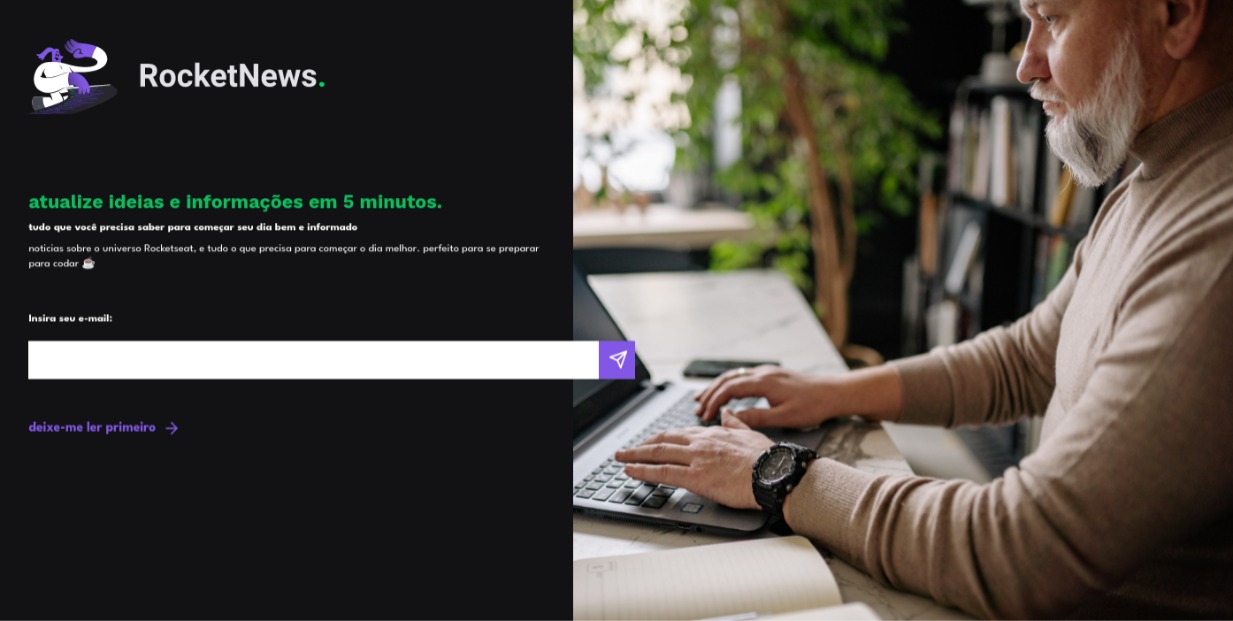 RocketNews.
atualize ideias e informações em 5 minutos.
tudo que você precisa saber para começar seu dia bem e informado
noticias sobre o universo Rocketseat, e tudo o que precisa para começar o dia melhor. perfeito para se preparar
para codar ☕
Insira seu e-mail:
deixe-me ler primeiro →